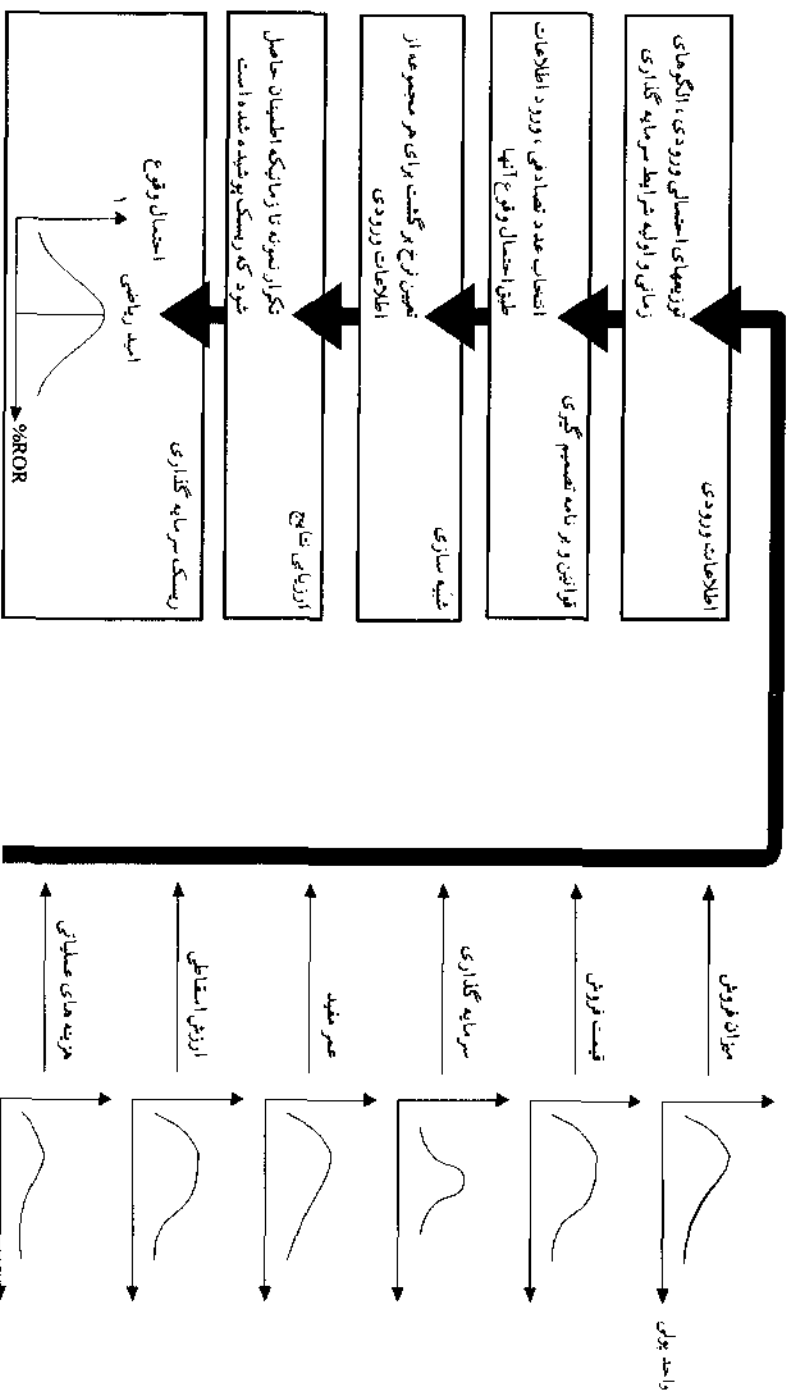 اطلاعات ورودی
توزیعهای احتمالی ورودی، الگوهای
زمانی و اولیه شرایط سرمایه گذاری
قوانین و برنامه تصمیم گیری
انتخاب عدد تصادفی، ورود اطلاعات
طبق احتمال وقوع آنها
شبیه سازی
تعیین نرخ برگشت برای هر مجموعه از
اطلاعات ورودی
ارزیابی نتایج
تکرار نمونه تا زمانیکه اطمینان حاصل
شود که ریسک پوشیده شده است
ریسک سرمایه گذاری
احتمال وقوع
۱
امید ریاضی
%ROR
میزان فروش
قیمت فروش
سرمایه گذاری
عمر مفید
ارزش اسقاطی
هزینه های عملیاتی
واحد پولی